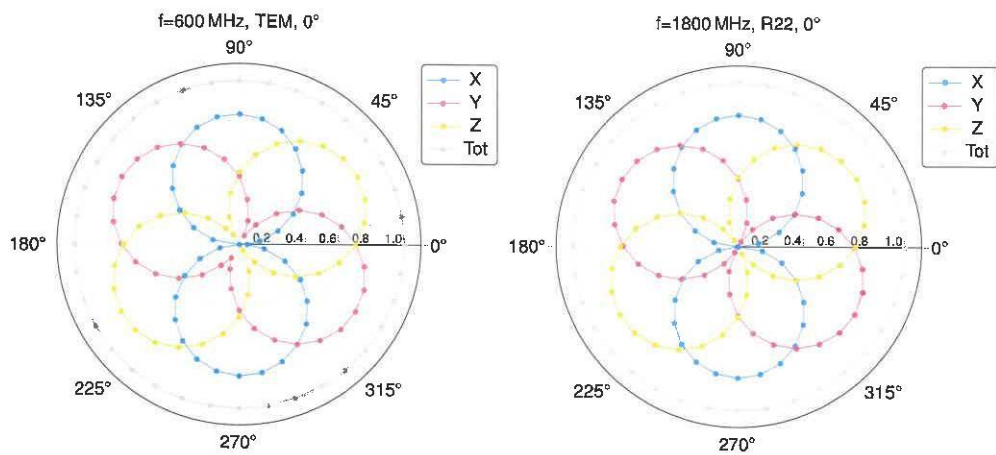 f=600 MHz, TEM, 0°
90°
135°
45°
X
Y
Z
Tot
180°
0.2 0.4 0.6 0.8 1.0
0°
225°
315°
270°
f=1800 MHz, R22, 0°
90°
135°
45°
X
Y
Z
Tot
180°
0.2 0.4 0.6 0.8 1.0
0°
225°
315°
270°